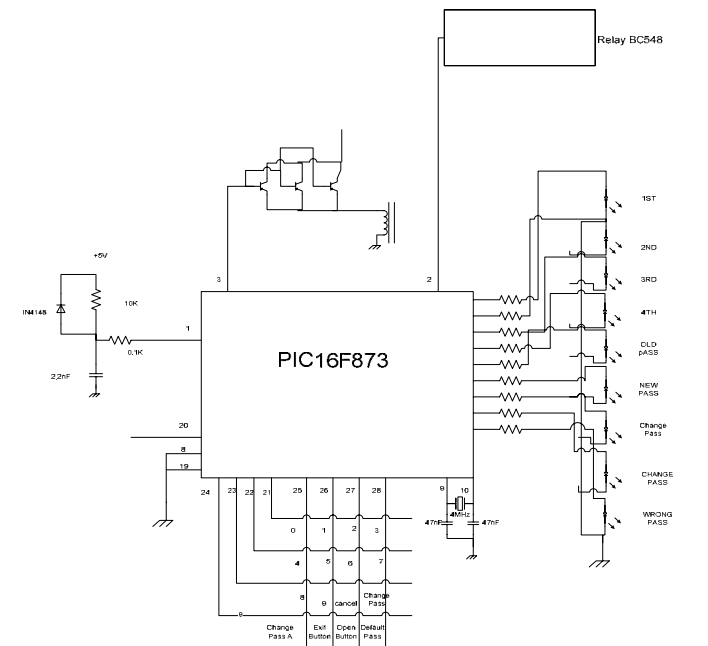 Relay BC548
1ST
2ND
3RD
4TH
OLD
pASS
NEW
PASS
Change
Pass
CHANGE
PASS
WRONG
PASS
+5V
IN4148
10K
0.1K
2,2nF
3
2
1
PIC16F873
20
8
19
24
23
22
21
25
26
27
28
9
10
4MHz
47nF
47nF
0
1
2
3
4
5
6
7
8
9
cancel
Change
Pass
9
Change
Pass A
Exit
Button
Open
Button
Default
Pass